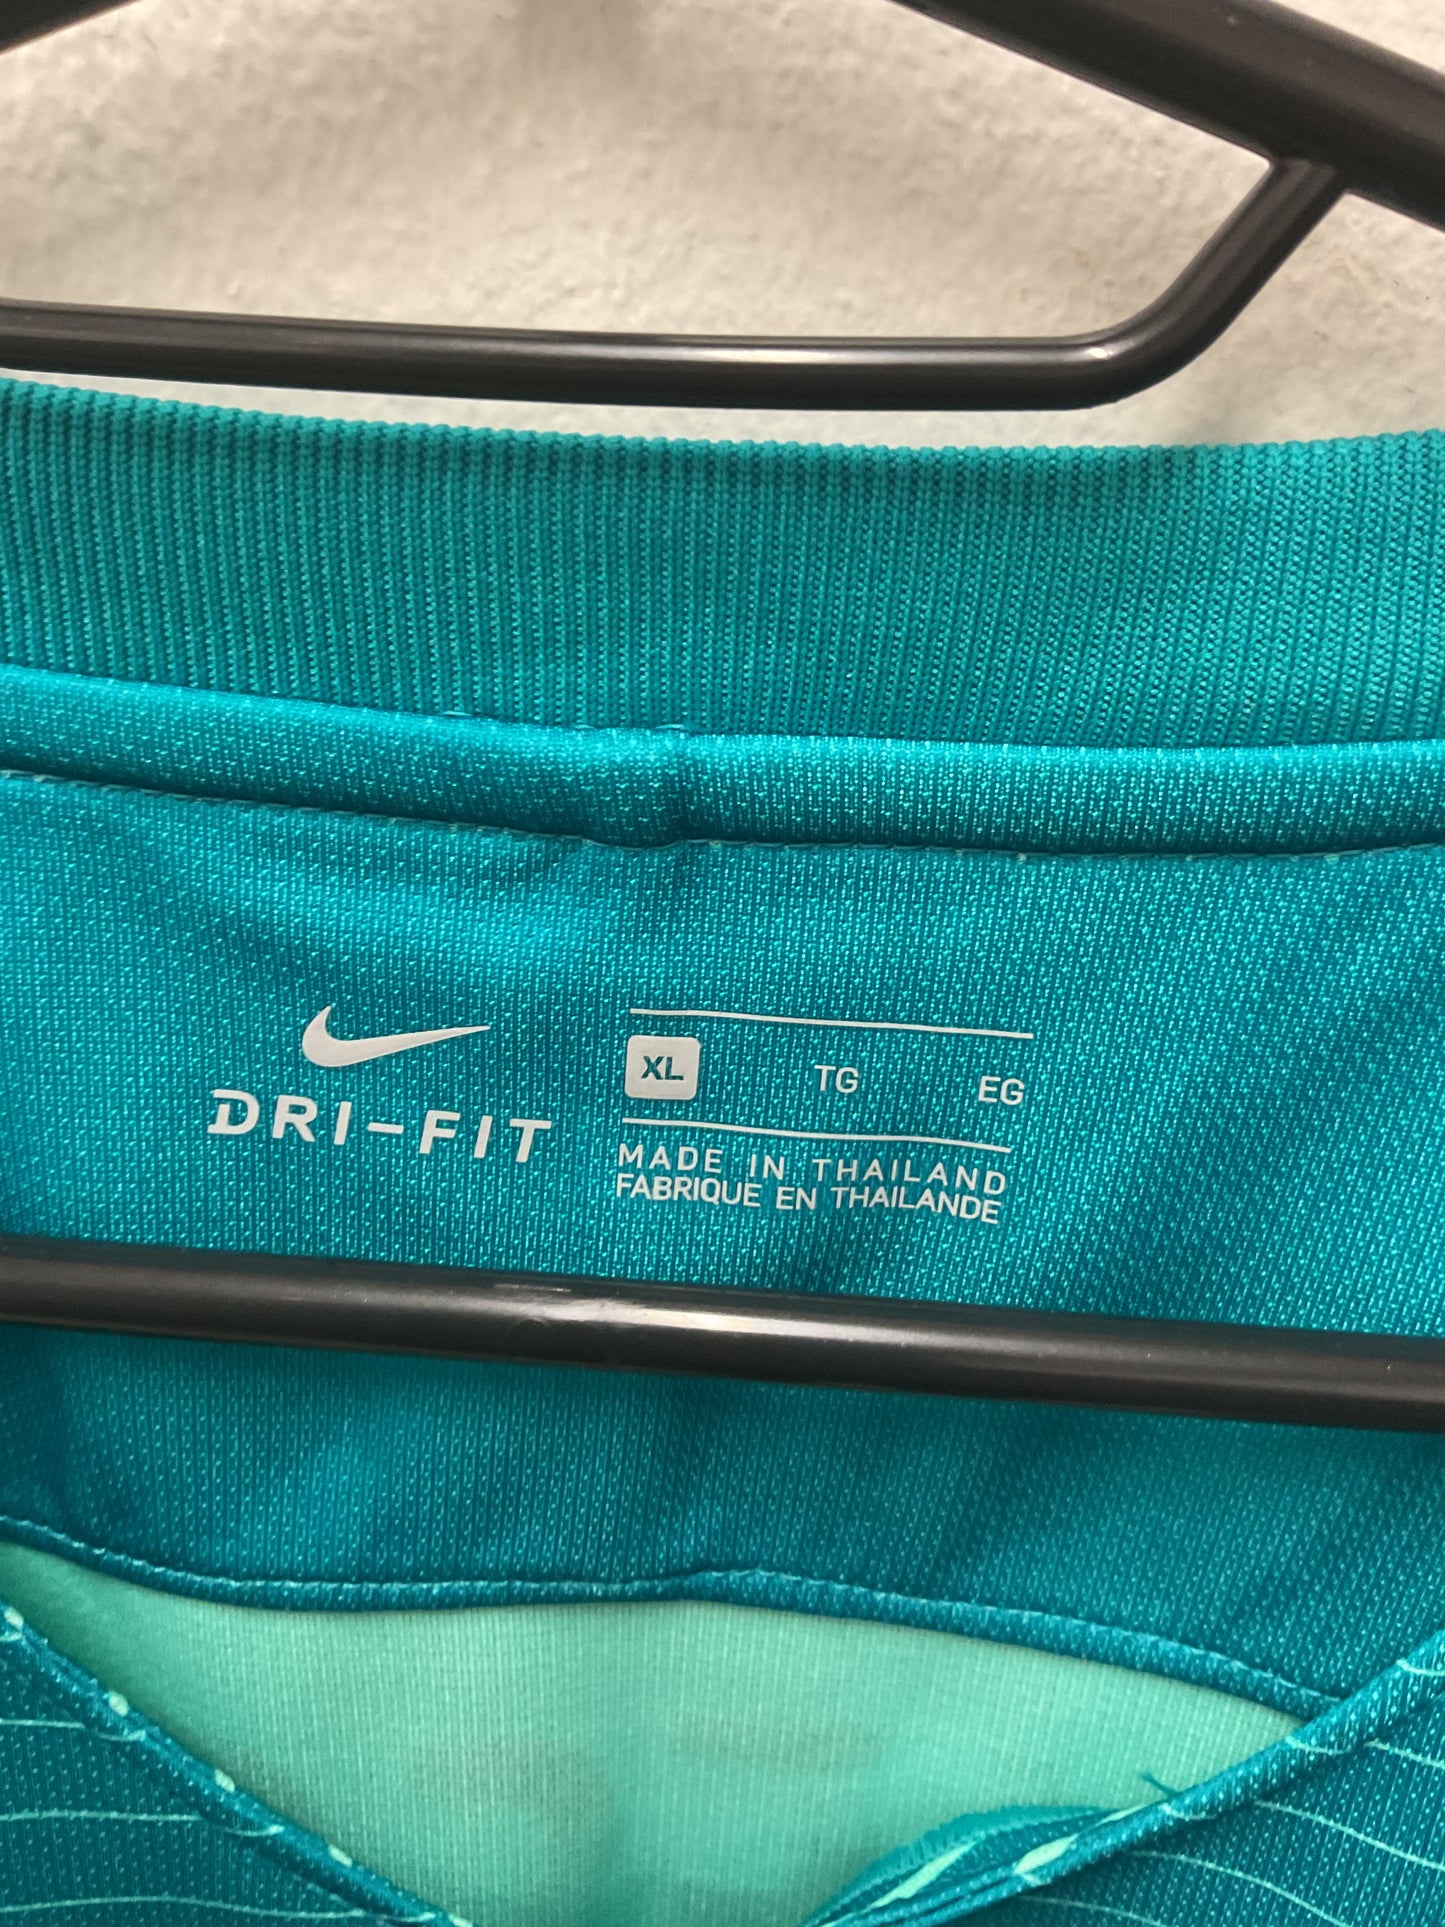 DRI-FIT
XL TG EG
MADE IN THAILAND
FABRIQUE EN THAILANDE